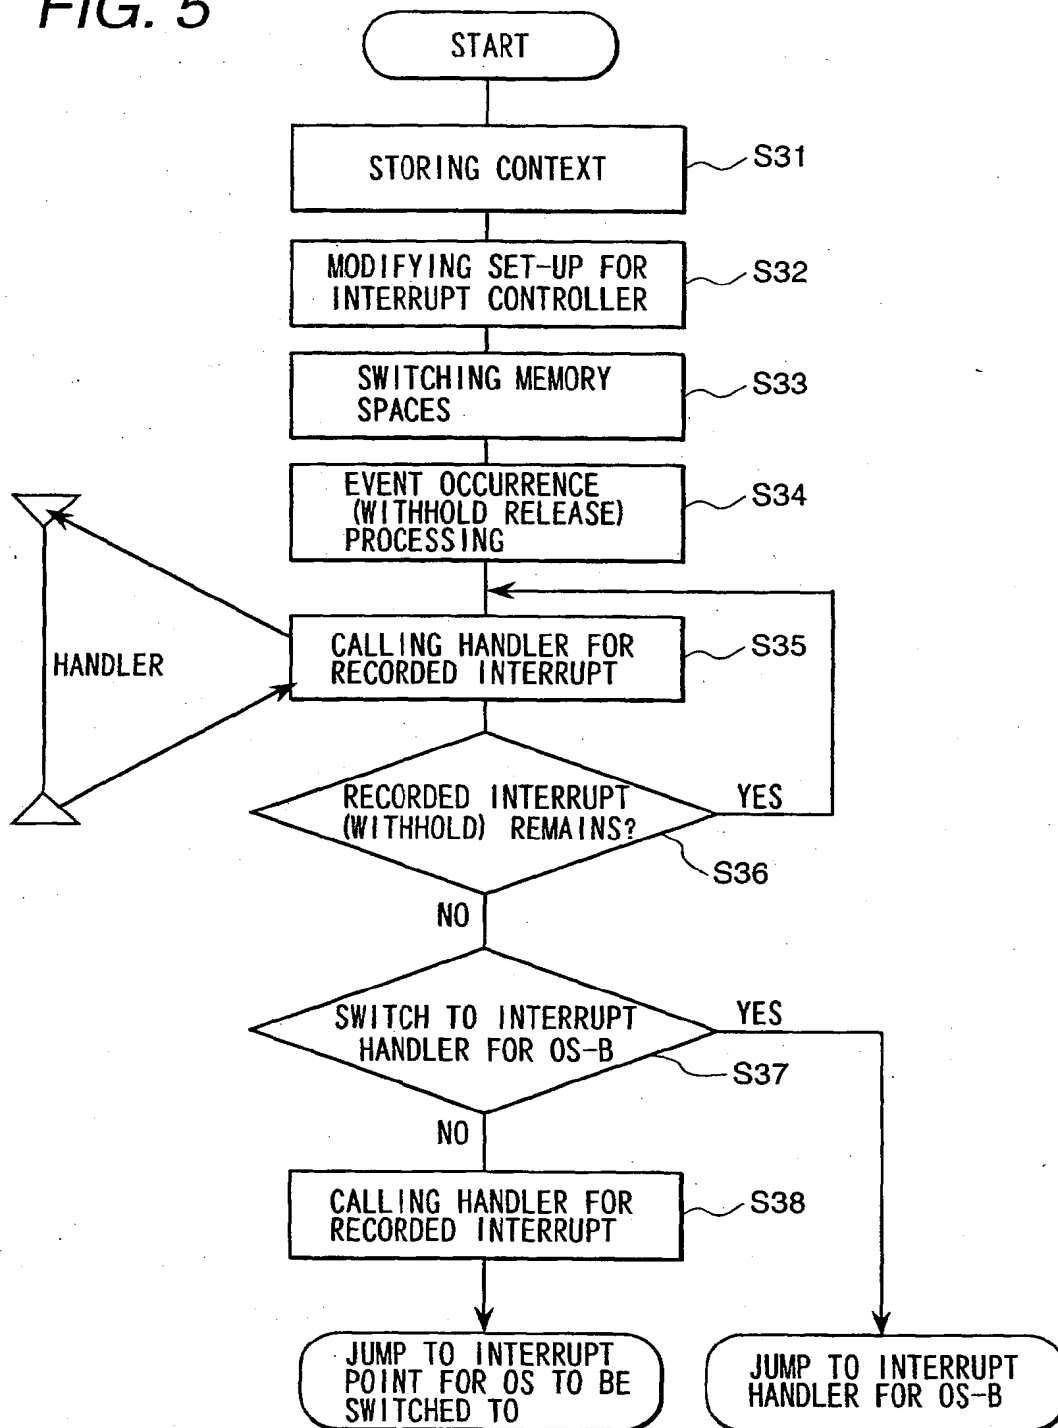 FIG. 5
START
STORING CONTEXT
S31
MODIFYING SET-UP FOR
INTERRUPT CONTROLLER
S32
SWITCHING MEMORY
SPACES
S33
EVENT OCCURRENCE
(WITHHOLD RELEASE)
PROCESSING
S34
HANDLER
CALLING HANDLER FOR
RECORDED INTERRUPT
S35
RECORDED INTERRUPT
(WITHHOLD) REMAINS?
YES
S36
NO
SWITCH TO INTERRUPT
HANDLER FOR OS-B
YES
S37
NO
CALLING HANDLER FOR
RECORDED INTERRUPT
S38
JUMP TO INTERRUPT
POINT FOR OS TO BE
SWITCHED TO
JUMP TO INTERRUPT
HANDLER FOR OS-B